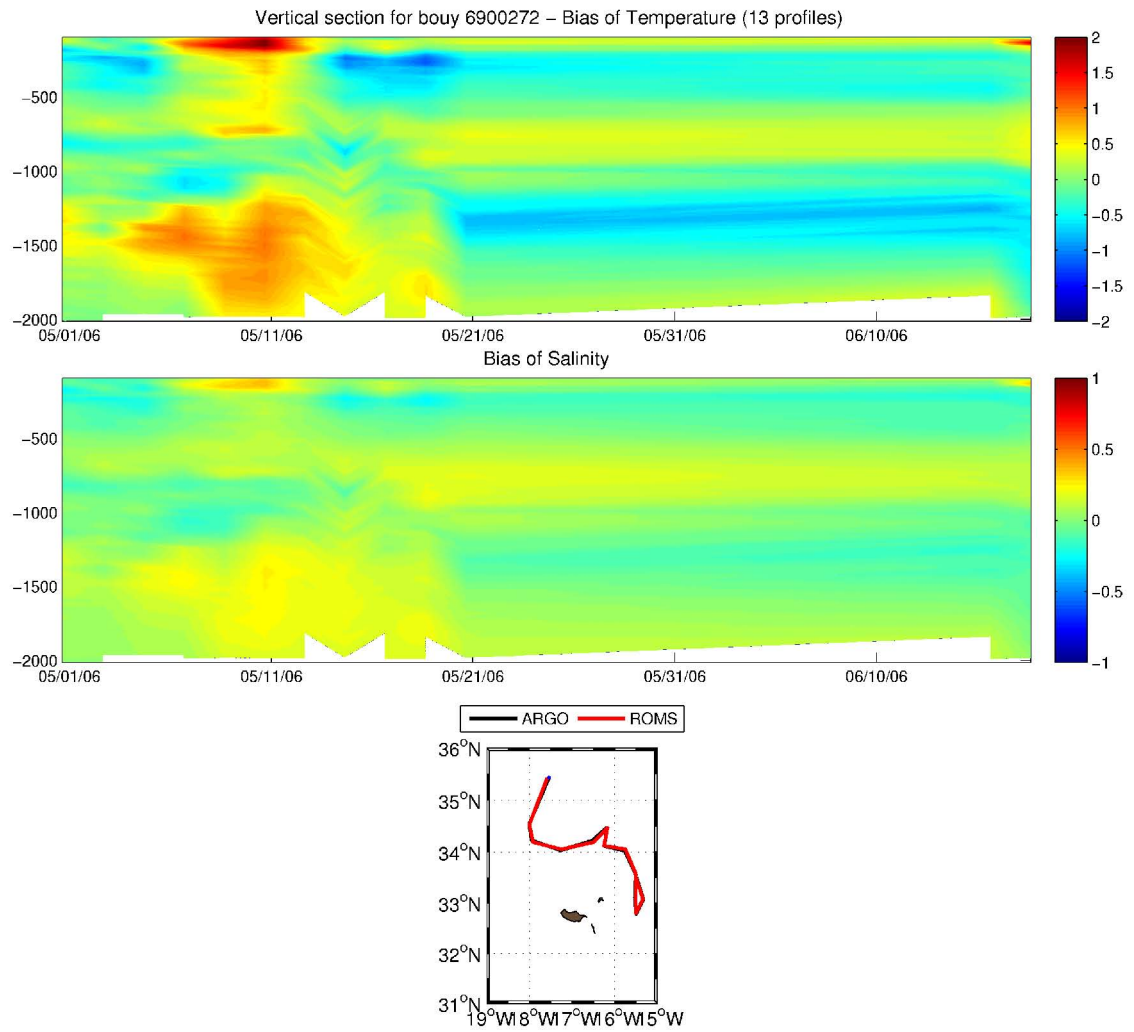 Vertical section for bouy 6900272 – Bias of Temperature (13 profiles)
−500
−1000
−1500
−2000
05/01/06 05/11/06 05/21/06 05/31/06 06/10/06
2
1.5
1
0.5
0
−0.5
−1
−1.5
−2
Bias of Salinity
−500
−1000
−1500
−2000
05/01/06 05/11/06 05/21/06 05/31/06 06/10/06
1
0.5
0
−0.5
−1
ARGO ROMS
36°N
35°N
34°N
33°N
32°N
31°N
19°W 18°W 17°W 16°W 15°W